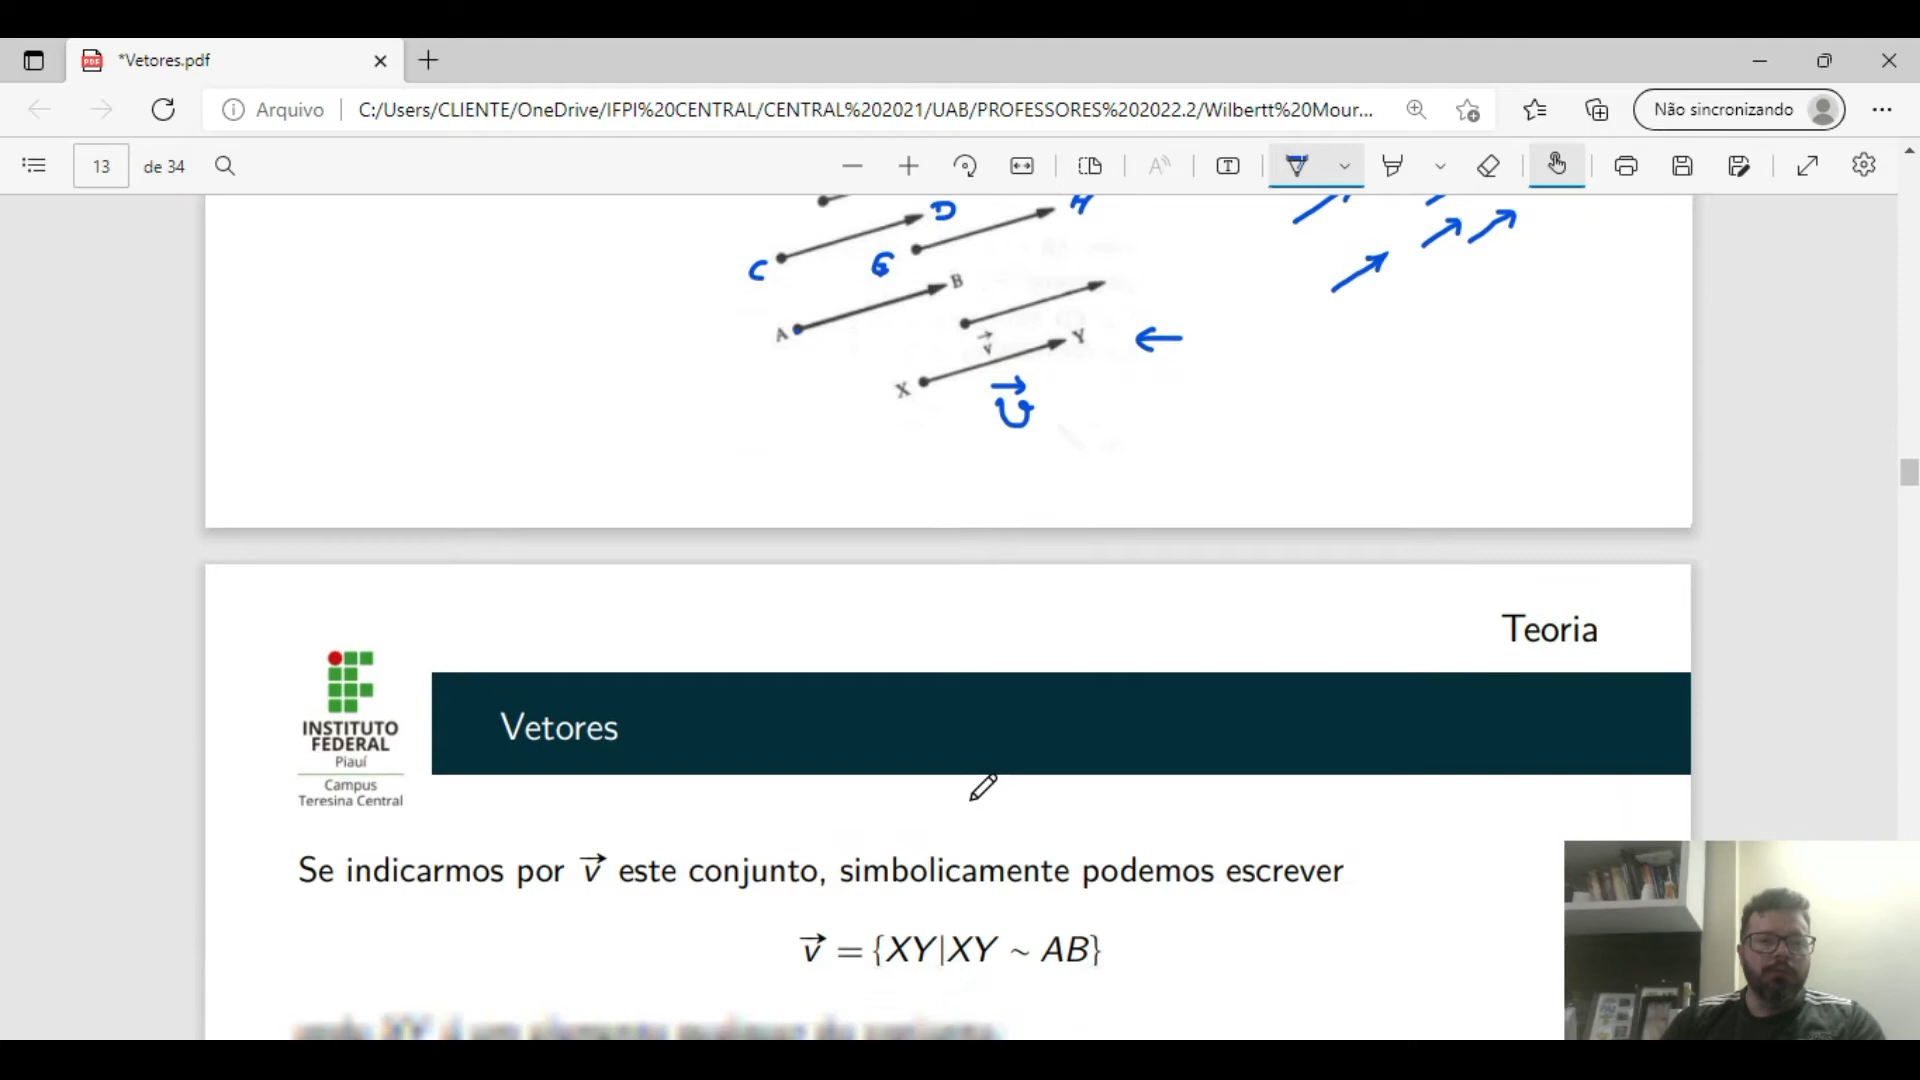 *Vetores.pdf
Arquivo
C:/Users/CLIENTE/OneDrive/IFPI%20CENTRAL/CENTRAL%202021/UAB/PROFESSORES%202022.2/Wilbertt%20Mour...
Não sincronizando
13 de 34
D
H
C
G
B
A
v
Y
X
v
Teoria
INSTITUTO
FEDERAL
Piauí
Campus
Teresina Central
Vetores
Se indicarmos por v⃗ este conjunto, simbolicamente podemos escrever
v⃗ = {XY|XY ~ AB}